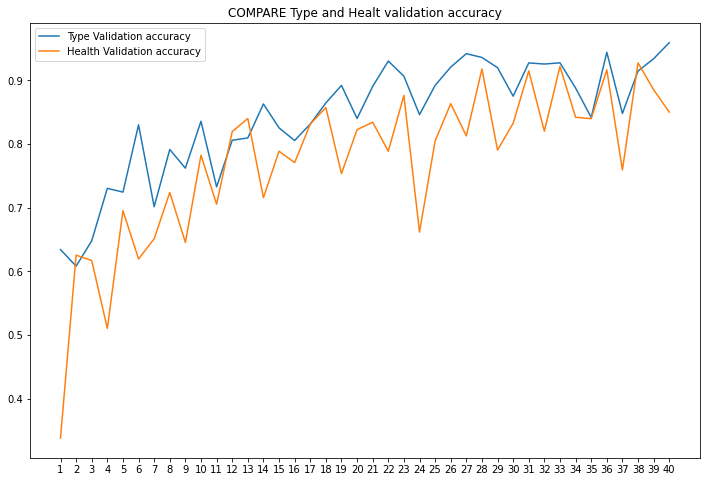 COMPARE Type and Healt validation accuracy
Type Validation accuracy
Health Validation accuracy
0.9
0.8
0.7
0.6
0.5
0.4
1 2 3 4 5 6 7 8 9 10 11 12 13 14 15 16 17 18 19 20 21 22 23 24 25 26 27 28 29 30 31 32 33 34 35 36 37 38 39 40